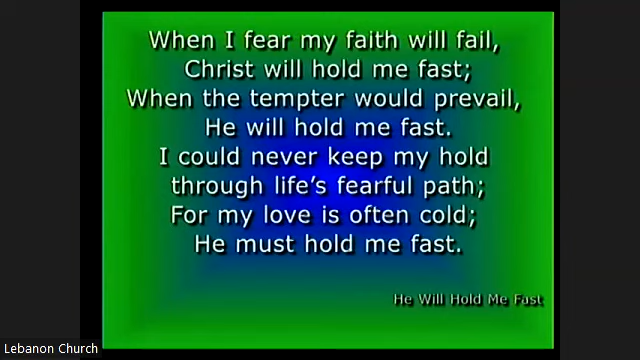 When I fear my faith will fail,
Christ will hold me fast;
When the tempter would prevail,
He will hold me fast.
I could never keep my hold
through life's fearful path;
For my love is often cold;
He must hold me fast.
He Will Hold Me Fast
Lebanon Church